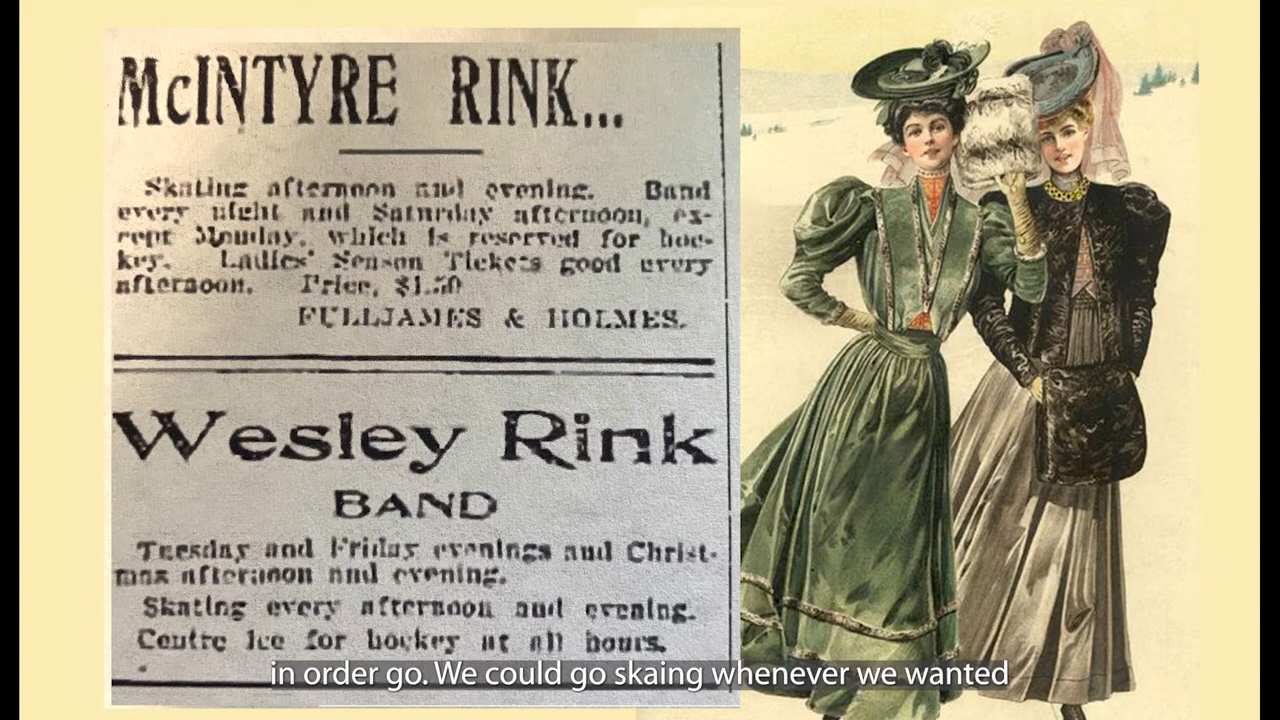 McINTYRE RINK...
Skating afternoon and evening. Band
every night and Saturday afternoon, ex-
cept Monday, which is reserved for hoc-
key. Ladies' Season Tickets good every
afternoon. Price, $1.50
FULLJAMES & HOLMES.
Wesley Rink
BAND
Tuesday and Friday evenings and Christ-
mas afternoon and evening.
Skating every afternoon and evening.
Centre Ice for hockey at all hours.
in order go. We could go skaing whenever we wanted